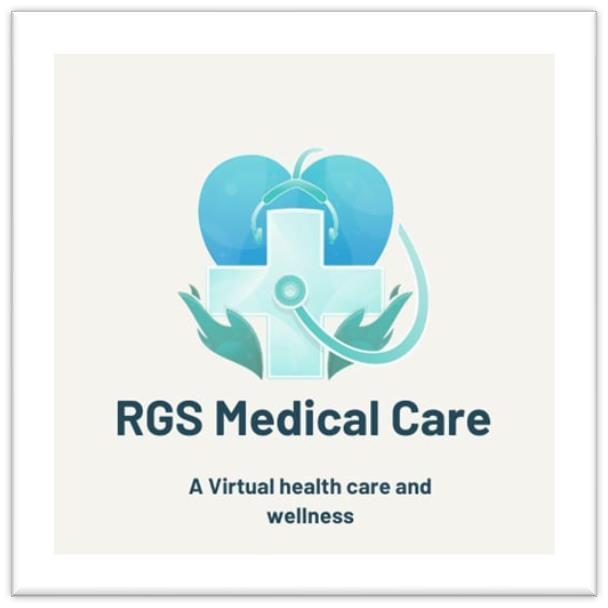 RGS Medical Care
A Virtual health care and
wellness